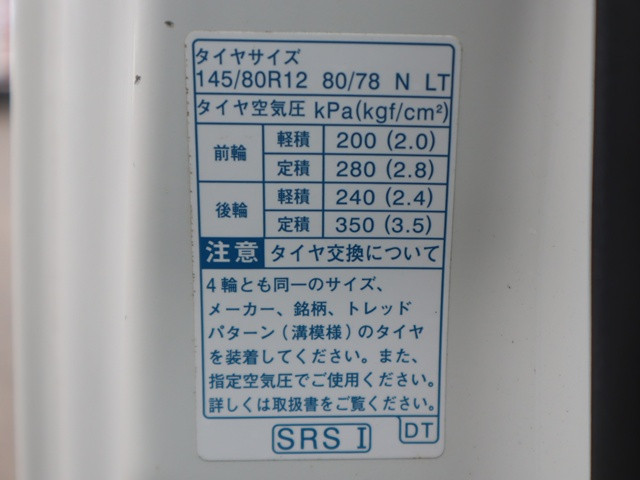 タイヤサイズ
145/80R12 80/78 N LT
タイヤ空気圧 kPa(kgf/cm²)
前輪 軽積 200 (2.0)
定積 280 (2.8)
後輪 軽積 240 (2.4)
定積 350 (3.5)
注意 タイヤ交換について
4輪とも同一のサイズ、
メーカー、銘柄、トレッド
パターン(溝模様)のタイヤ
を装着してください。また、
指定空気圧でご使用ください。
詳しくは取扱書をご覧ください。
SRS I DT